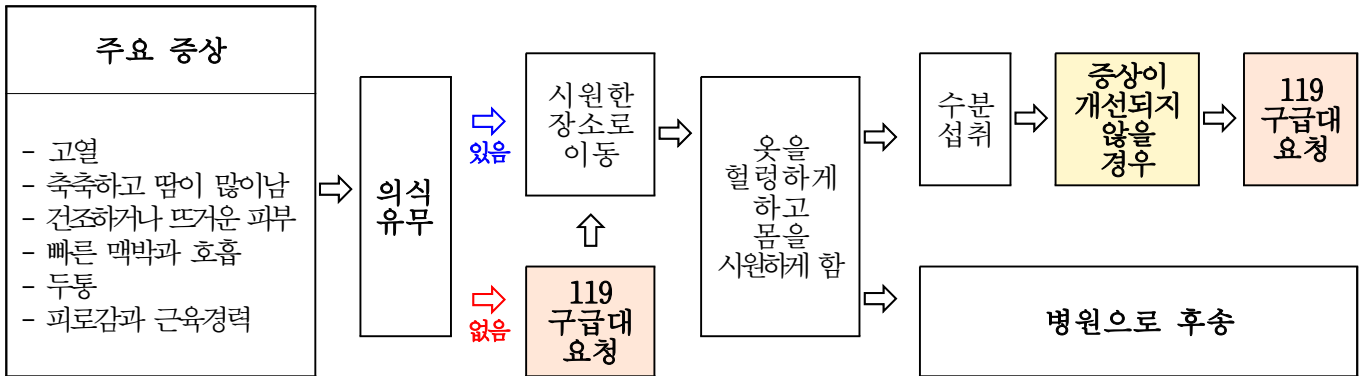 주요 증상
- 고열
- 축축하고 땀이 많이남
- 건조하거나 뜨거운 피부
- 빠른 맥박과 호흡
- 두통
- 피로감과 근육경력
의식
유무
있음
없음
시원한
장소로
이동
119
구급대
요청
옷을
헐렁하게
하고
몸을
시원하게 함
수분
섭취
증상이
개선되지
않을
경우
119
구급대
요청
병원으로 후송